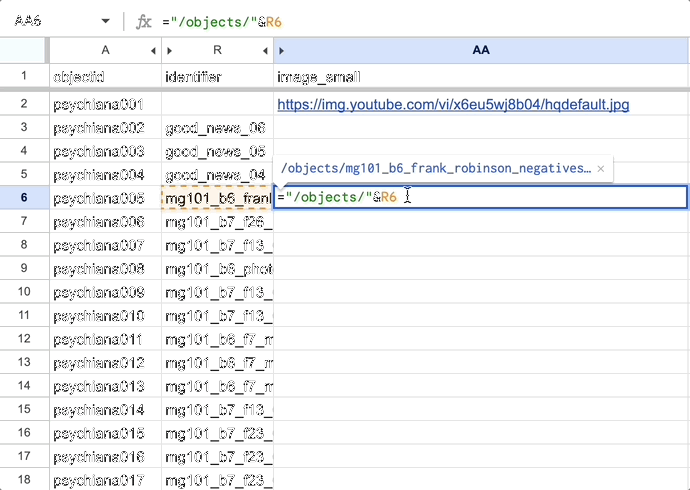 AA6 fx ="/objects/"&R6
A R AA
1 objectid identifier image_small
2 psychiana001 https://img.youtube.com/vi/x6eu5wj8b04/hqdefault.jpg
3 psychiana002 good_news_06
4 psychiana003 good_news_05
/objects/mg101_b6_frank_robinson_negatives… ×
5 psychiana004 good_news_04
6 psychiana005 mg101_b6_frank ="/objects/"&R6
7 psychiana006 mg101_b7_f26_
8 psychiana007 mg101_b7_f13_
9 psychiana008 mg101_b6_phot
10 psychiana009 mg101_b7_f13_
11 psychiana010 mg101_b7_f13_
12 psychiana011 mg101_b6_f7_m
13 psychiana012 mg101_b6_f7_m
14 psychiana013 mg101_b6_f7_m
15 psychiana014 mg101_b7_f13_
16 psychiana015 mg101_b7_f23_
17 psychiana016 mg101_b7_f23_
18 psychiana017 mg101_b7_f23_